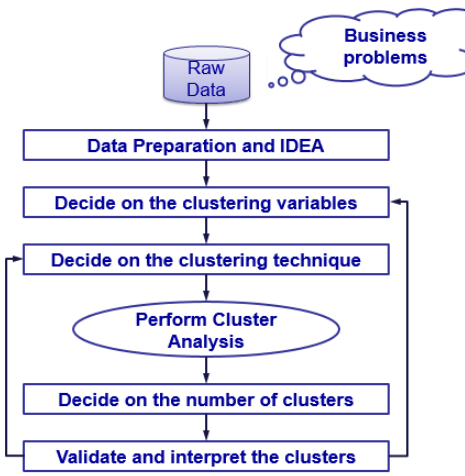 Business
problems
Raw
Data
Data Preparation and IDEA
Decide on the clustering variables
Decide on the clustering technique
Perform Cluster
Analysis
Decide on the number of clusters
Validate and interpret the clusters